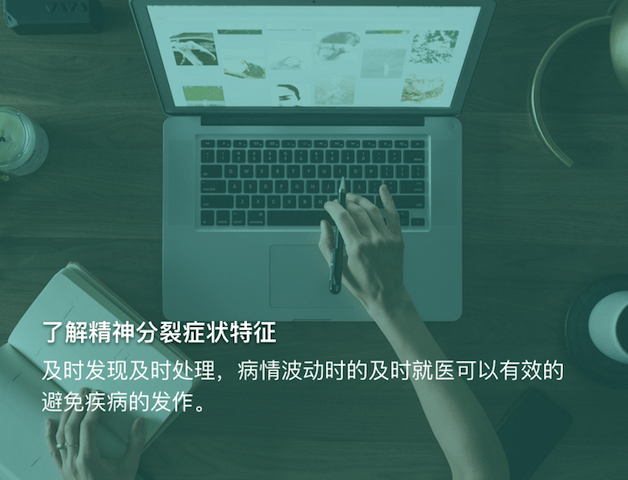 了解精神分裂症状特征
及时发现及时处理，病情波动时的及时就医可以有效的
避免疾病的发作。